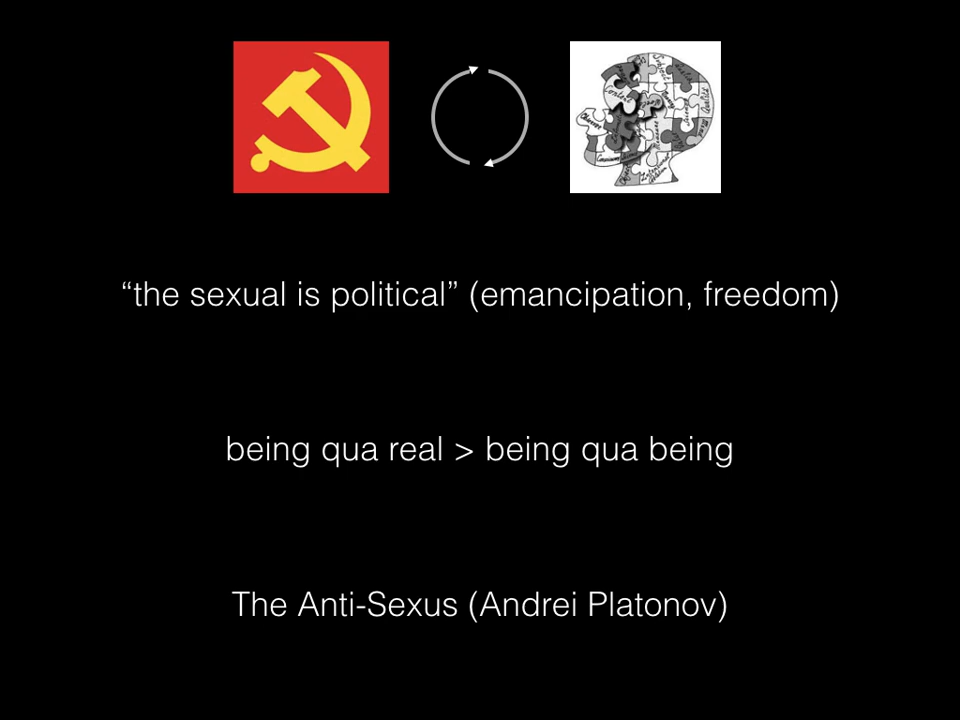 “the sexual is political” (emancipation, freedom)
being qua real > being qua being
The Anti-Sexus (Andrei Platonov)